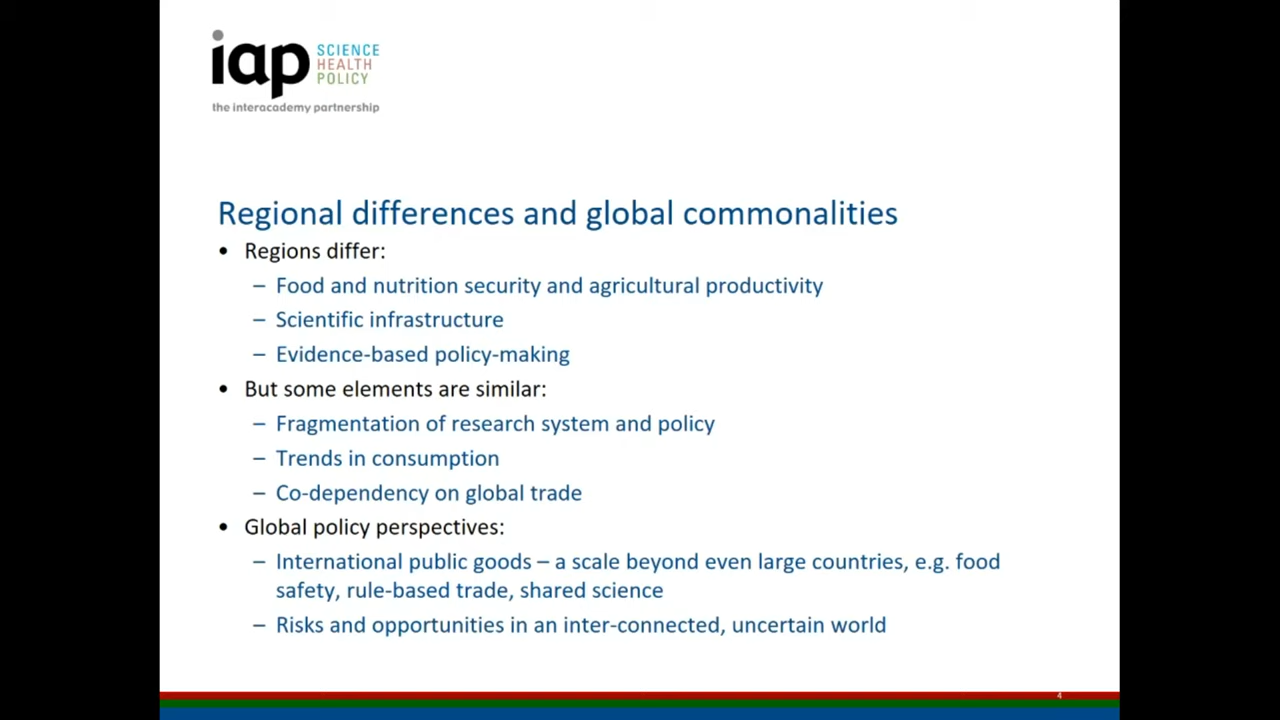 iap SCIENCE
HEALTH
POLICY
the interacademy partnership
Regional differences and global commonalities
• Regions differ:
– Food and nutrition security and agricultural productivity
– Scientific infrastructure
– Evidence-based policy-making
• But some elements are similar:
– Fragmentation of research system and policy
– Trends in consumption
– Co-dependency on global trade
• Global policy perspectives:
– International public goods – a scale beyond even large countries, e.g. food
safety, rule-based trade, shared science
– Risks and opportunities in an inter-connected, uncertain world
4